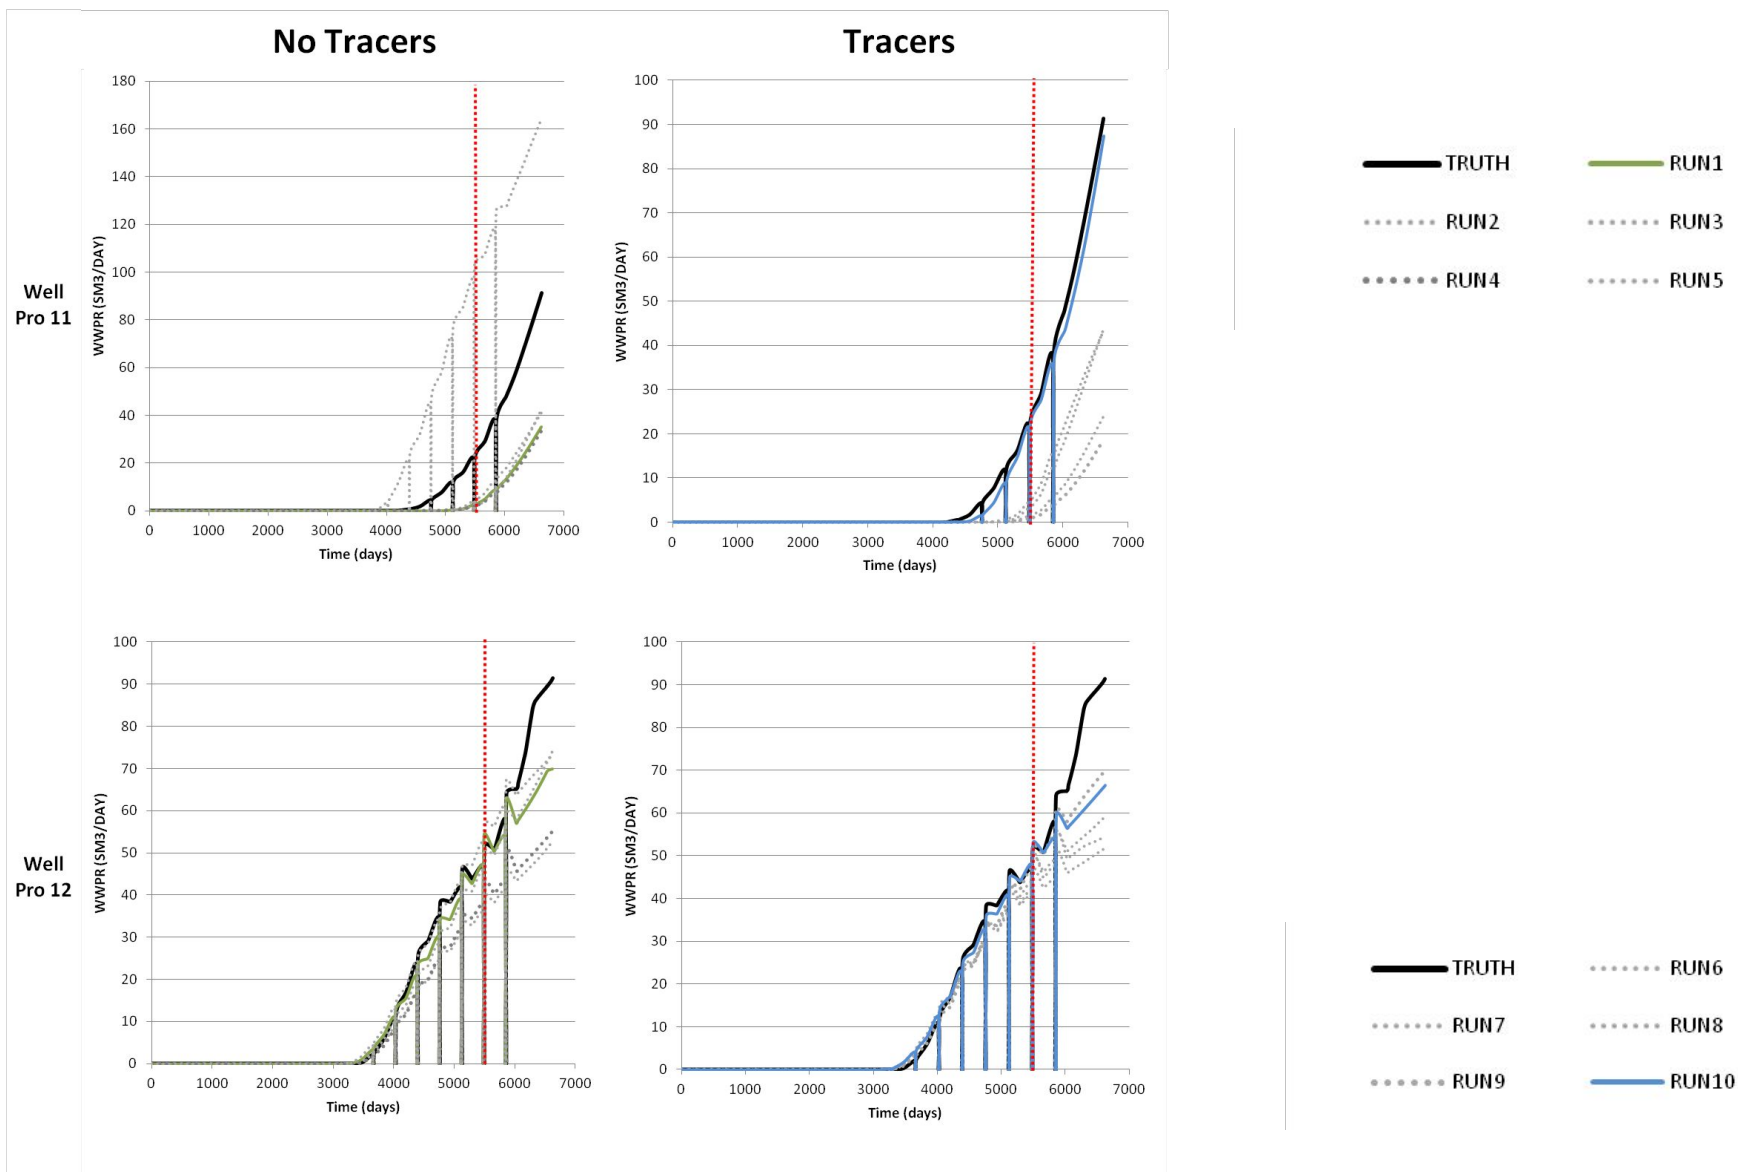 No Tracers
Tracers
Well
Pro 11
WWPR (SM3/DAY)
180
160
140
120
100
80
60
40
20
0
0 1000 2000 3000 4000 5000 6000 7000
Time (days)
WWPR (SM3/DAY)
100
90
80
70
60
50
40
30
20
10
0
0 1000 2000 3000 4000 5000 6000 7000
Time (days)
TRUTH RUN1
RUN2 RUN3
RUN4 RUN5
Well
Pro 12
WWPR (SM3/DAY)
100
90
80
70
60
50
40
30
20
10
0
0 1000 2000 3000 4000 5000 6000 7000
Time (days)
WWPR (SM3/DAY)
100
90
80
70
60
50
40
30
20
10
0
0 1000 2000 3000 4000 5000 6000 7000
Time (days)
TRUTH RUN6
RUN7 RUN8
RUN9 RUN10